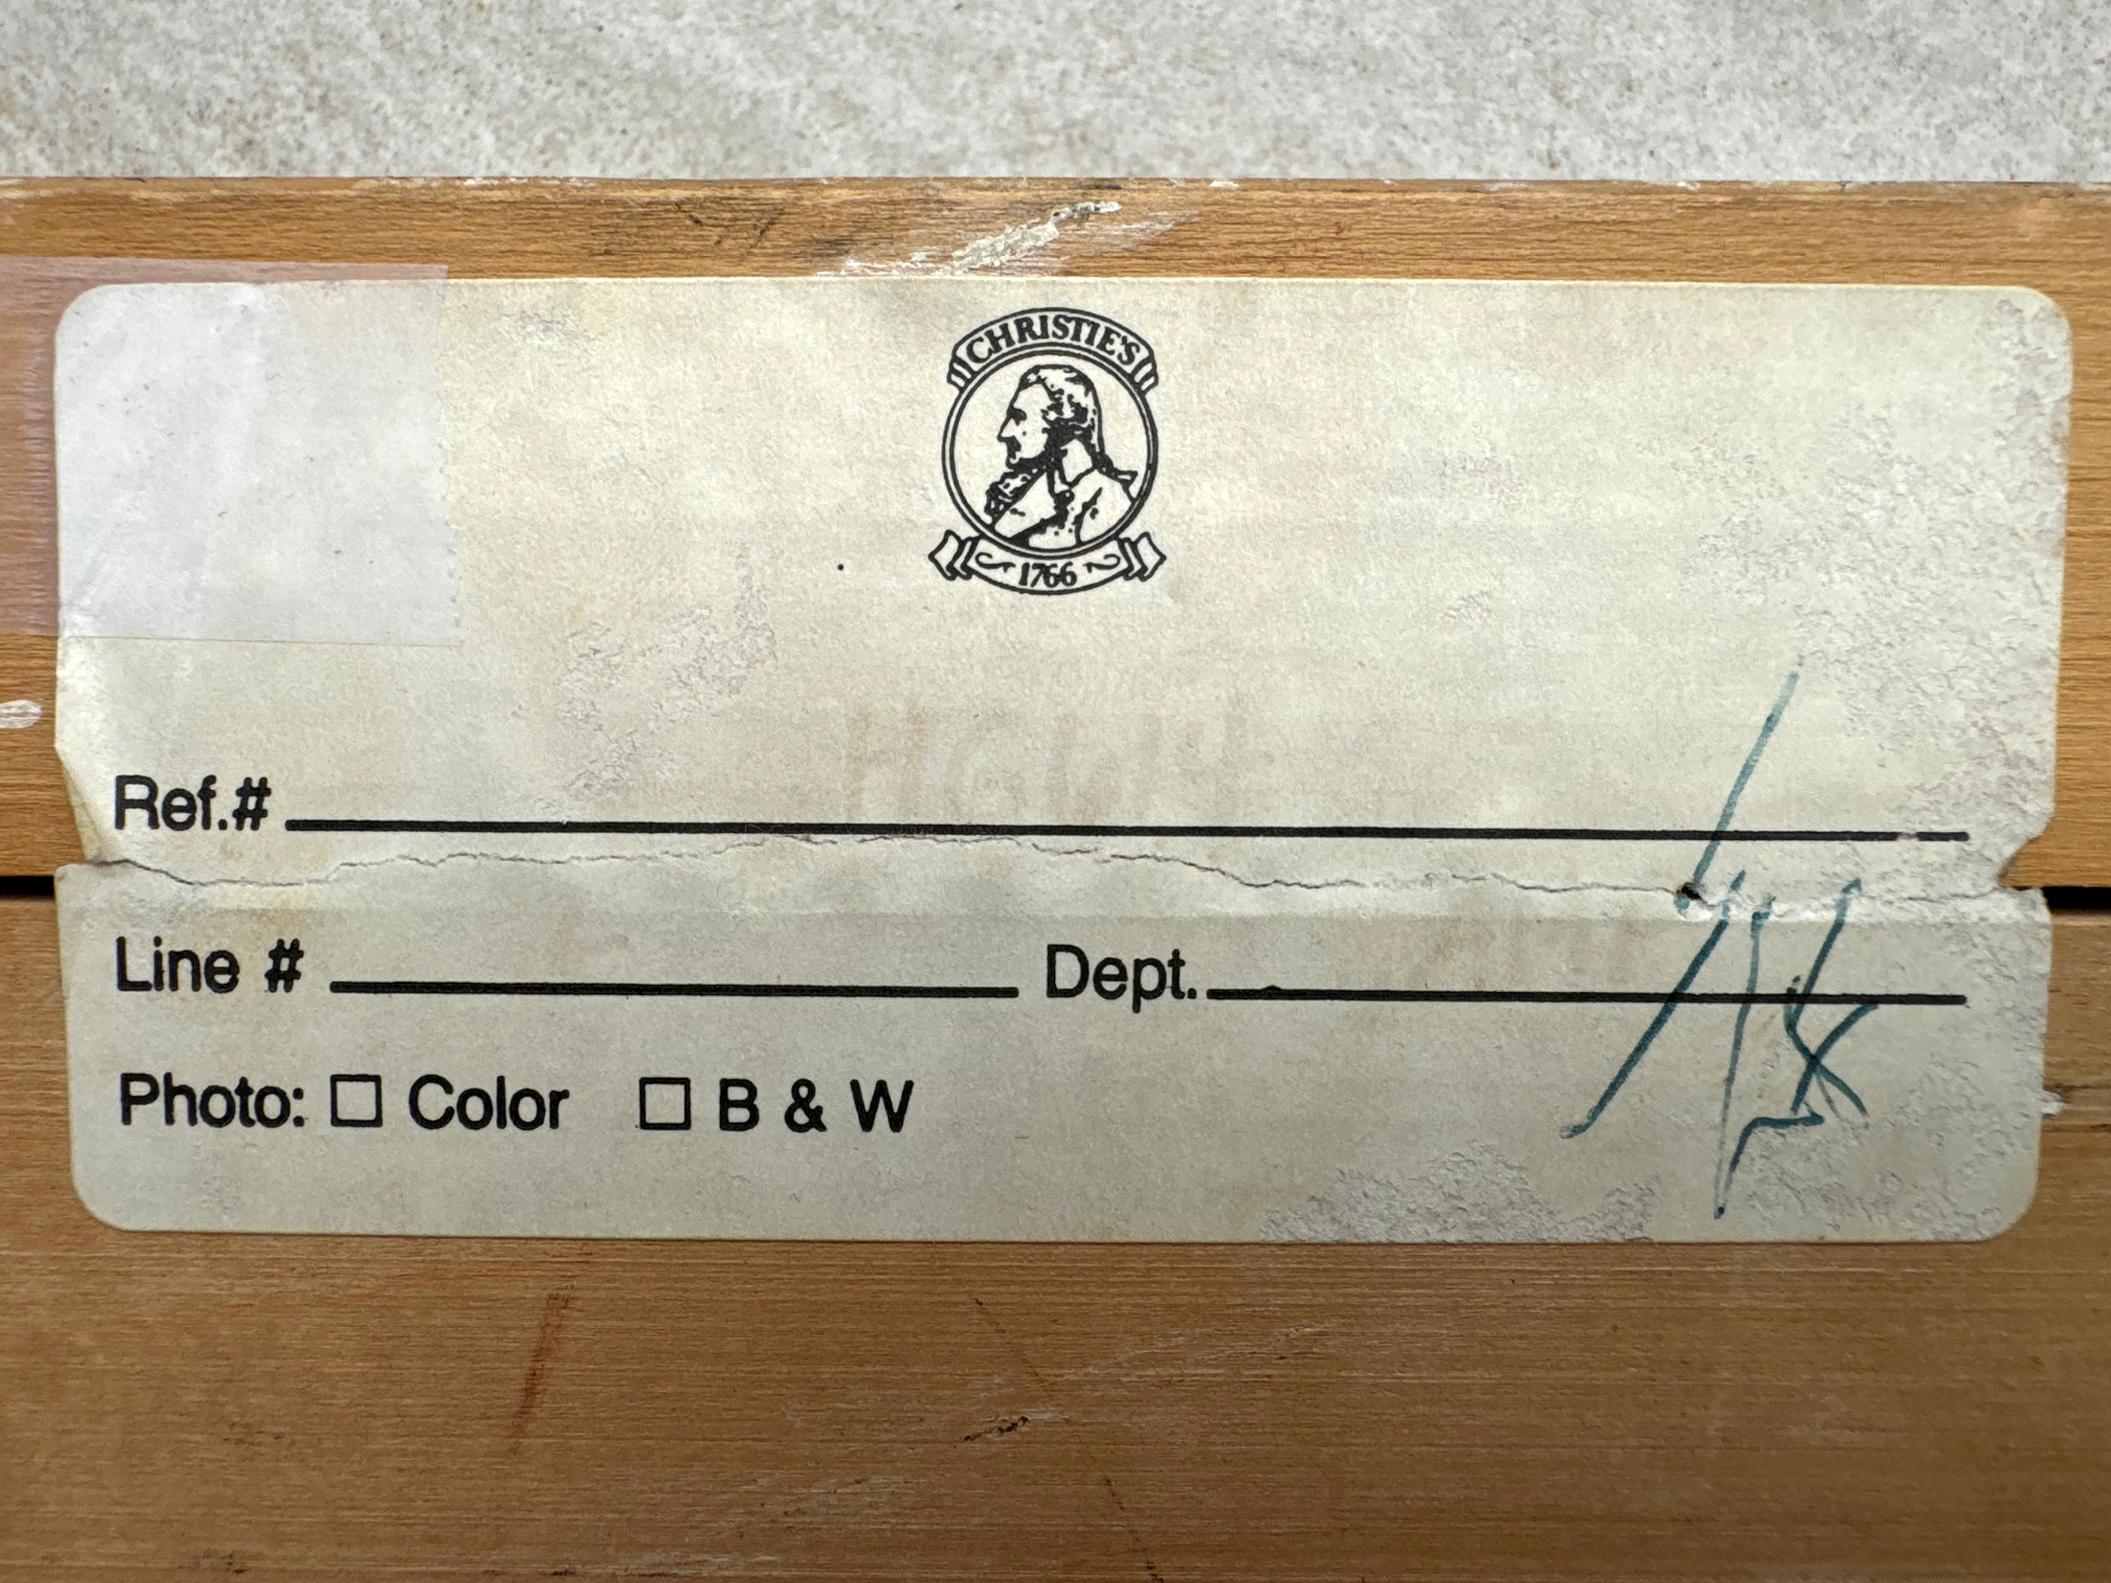 CHRISTIE'S
1766
Ref.#
Line # Dept.
Photo: □ Color □ B & W